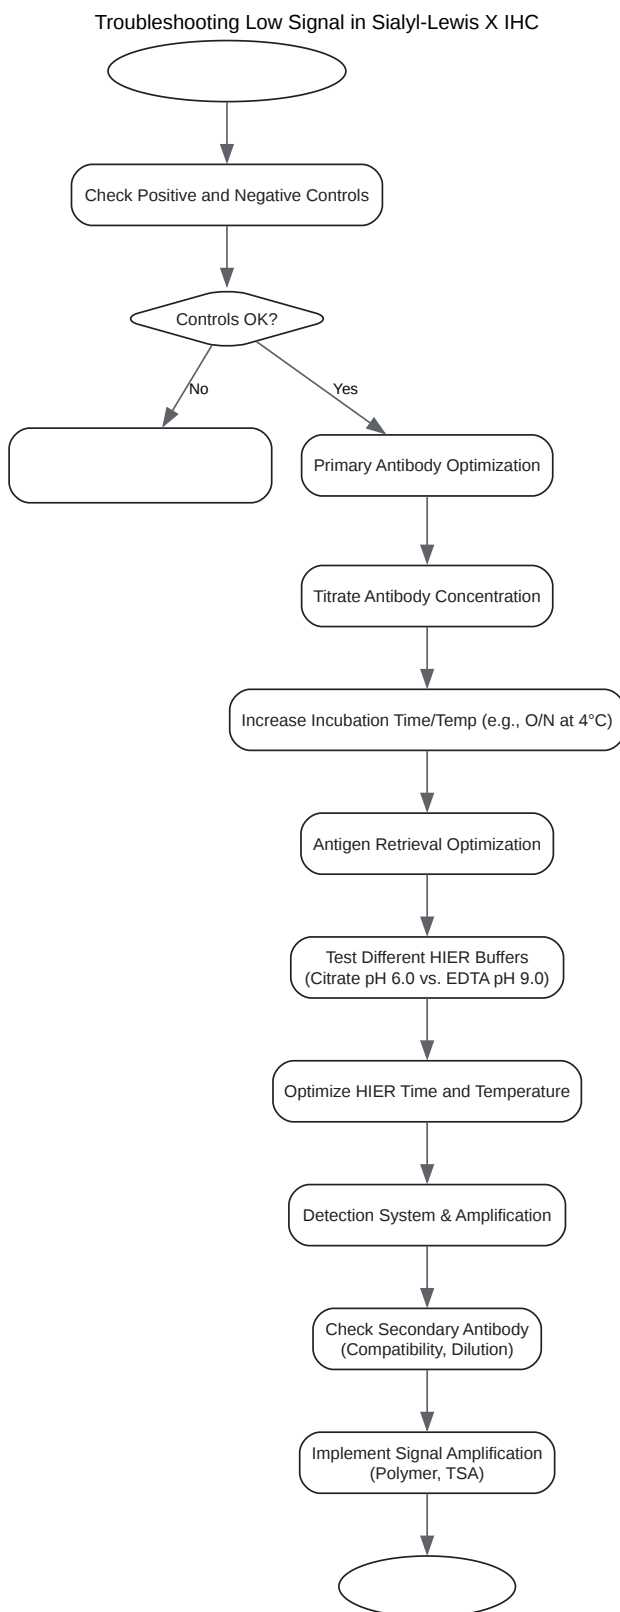 Troubleshooting Low Signal in Sialyl-Lewis X IHC
Check Positive and Negative Controls
Controls OK?
No
Yes
Primary Antibody Optimization
Titrate Antibody Concentration
Increase Incubation Time/Temp (e.g., O/N at 4°C)
Antigen Retrieval Optimization
Test Different HIER Buffers
(Citrate pH 6.0 vs. EDTA pH 9.0)
Optimize HIER Time and Temperature
Detection System & Amplification
Check Secondary Antibody
(Compatibility, Dilution)
Implement Signal Amplification
(Polymer, TSA)